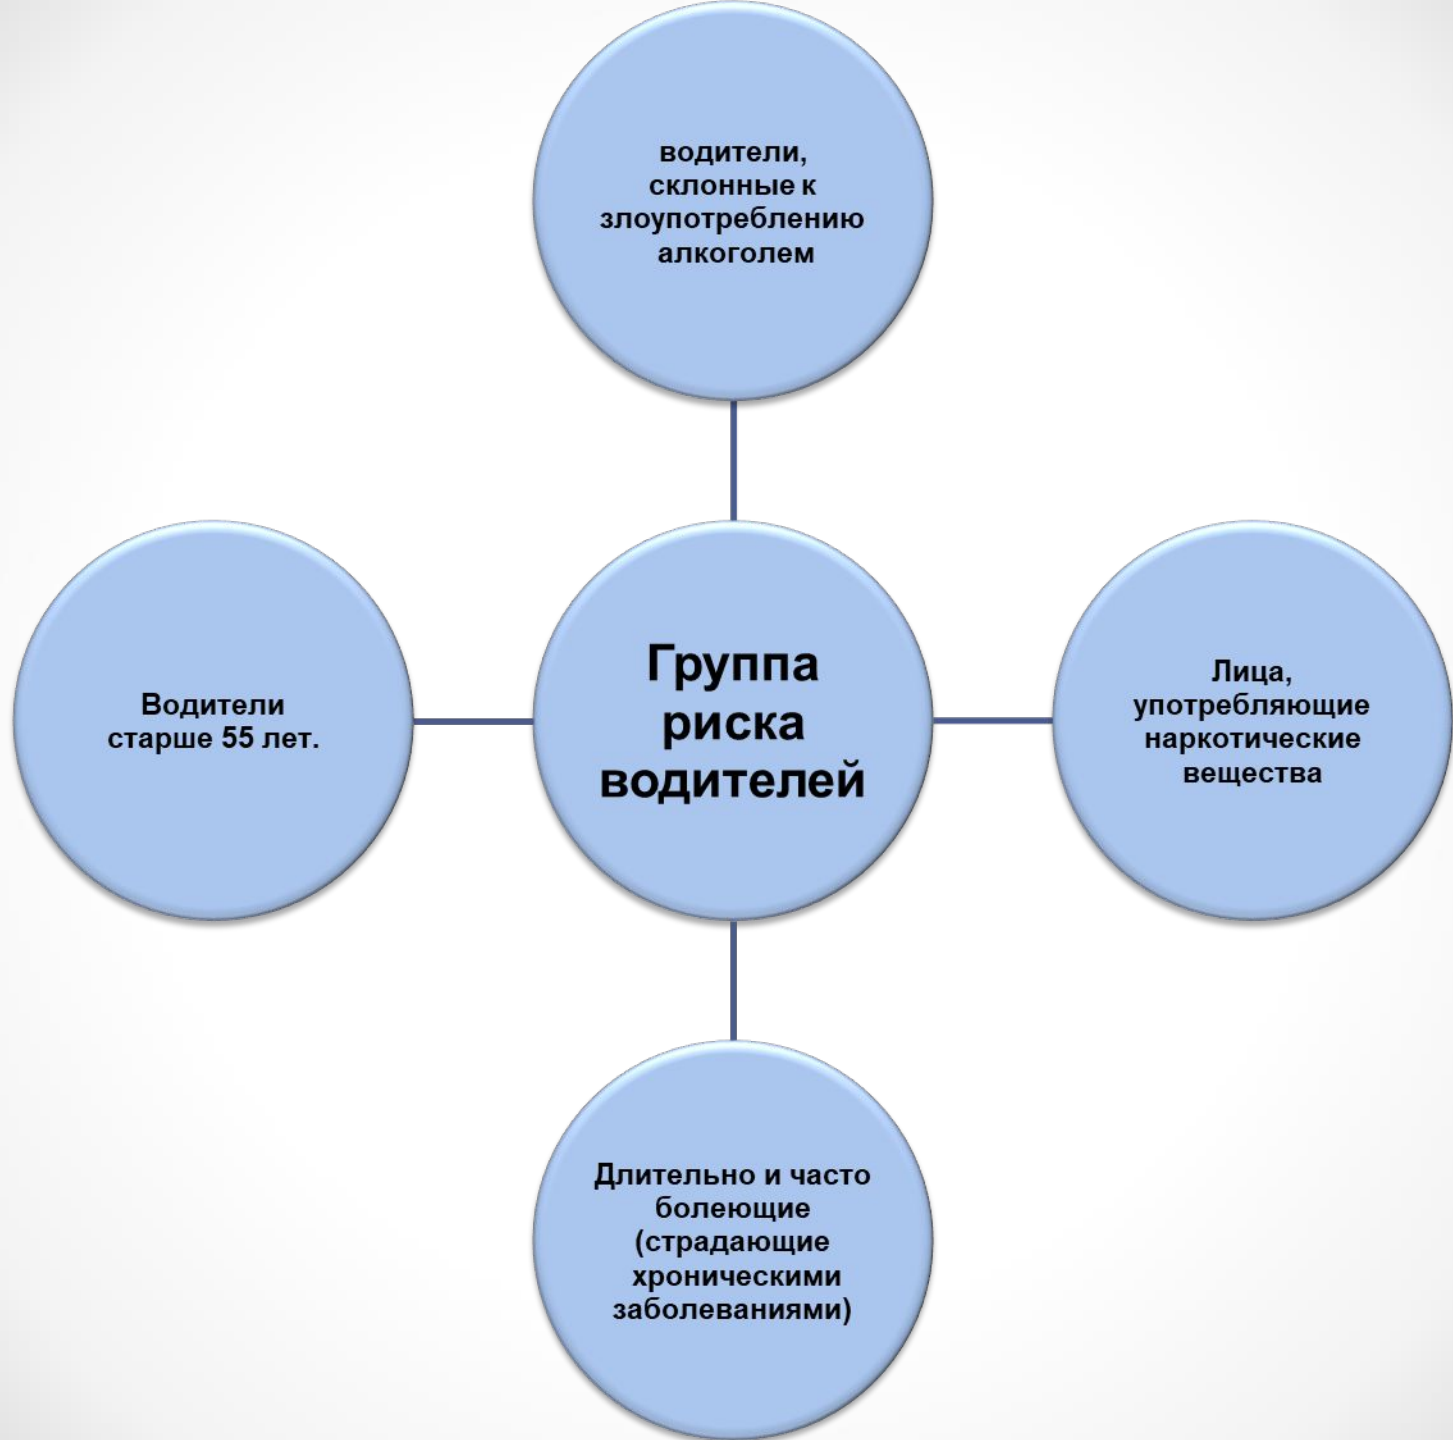 водители,
склонные к
злоупотреблению
алкоголем
Водители
старше 55 лет.
Группа
риска
водителей
Лица,
употребляющие
наркотические
вещества
Длительно и часто
болеющие
(страдающие
хроническими
заболеваниями)